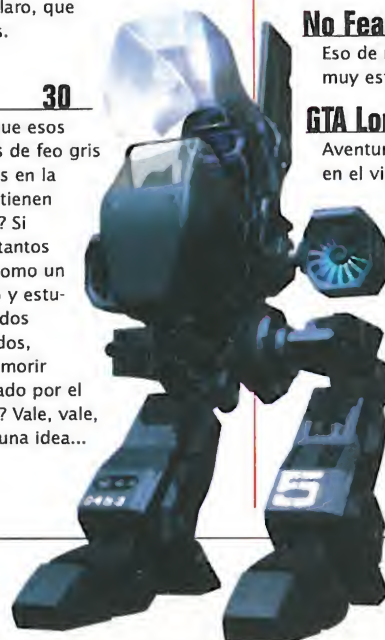 laro, que
s.
30
ue esos
s de feo gris
s en la
tienen
? Si
tantos
omo un
o y estu-
dos
dos,
morir
ado por el
? Vale, vale,
una idea...
No Fea
Eso de
muy es
GTA Lor
Aventur
en el vi
0453
5